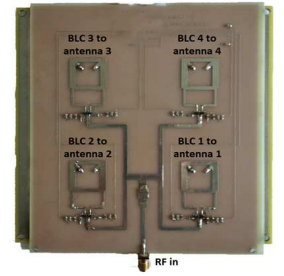 BLC 3 to
antenna 3
BLC 4 to
antenna 4
BLC 2 to
antenna 2
BLC 1 to
antenna 1
RF in